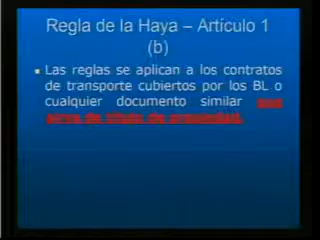 Regla de la Haya – Artículo 1
(b)
Las reglas se aplican a los contratos
de transporte cubiertos por los BL o
cualquier documento similar que
sirva de título de propiedad.